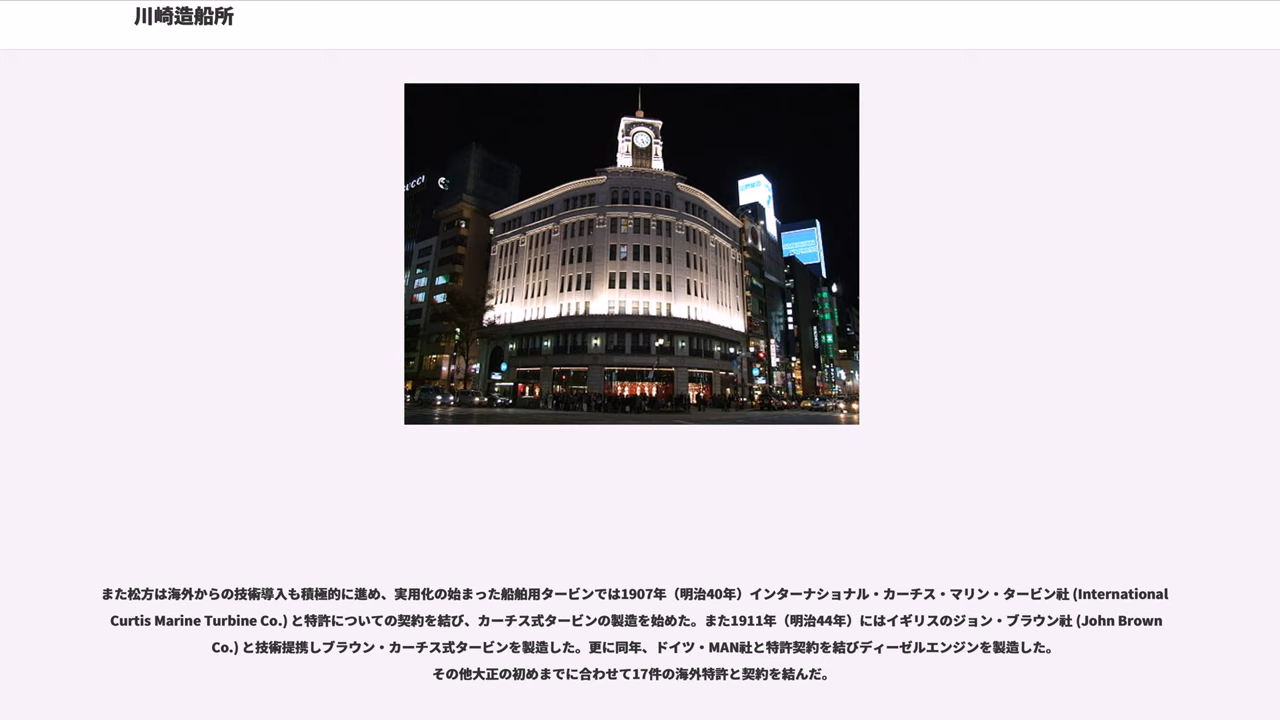 川崎造船所
また松方は海外からの技術導入も積極的に進め、実用化の始まった船舶用タービンでは1907年（明治40年）インターナショナル・カーチス・マリン・タービン社 (International
Curtis Marine Turbine Co.) と特許についての契約を結び、カーチス式タービンの製造を始めた。また1911年（明治44年）にはイギリスのジョン・ブラウン社 (John Brown
Co.) と技術提携しブラウン・カーチス式タービンを製造した。更に同年、ドイツ・MAN社と特許契約を結びディーゼルエンジンを製造した。
その他大正の初めまでに合わせて17件の海外特許と契約を結んだ。